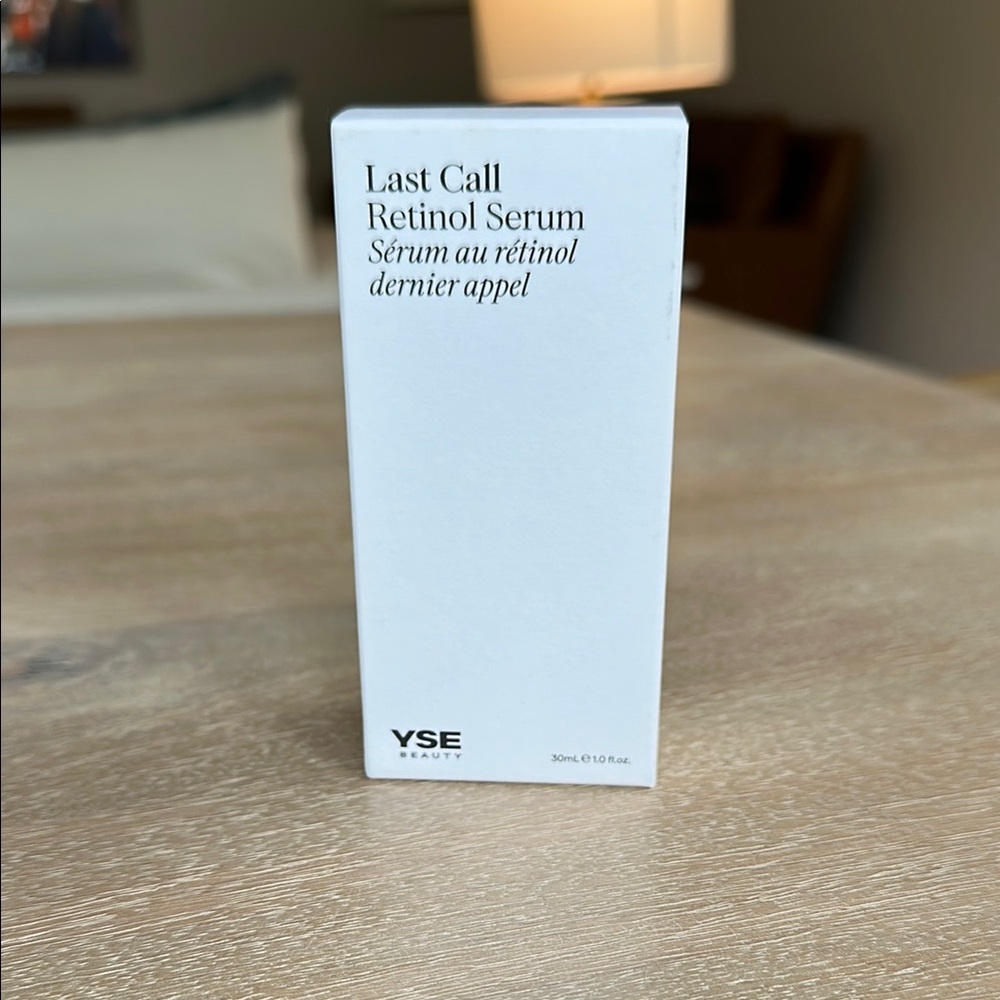 Last Call
Retinol Serum
Sérum au rétinol
dernier appel
YSE
BEAUTY
30mL ℮ 1.0 fl.oz.